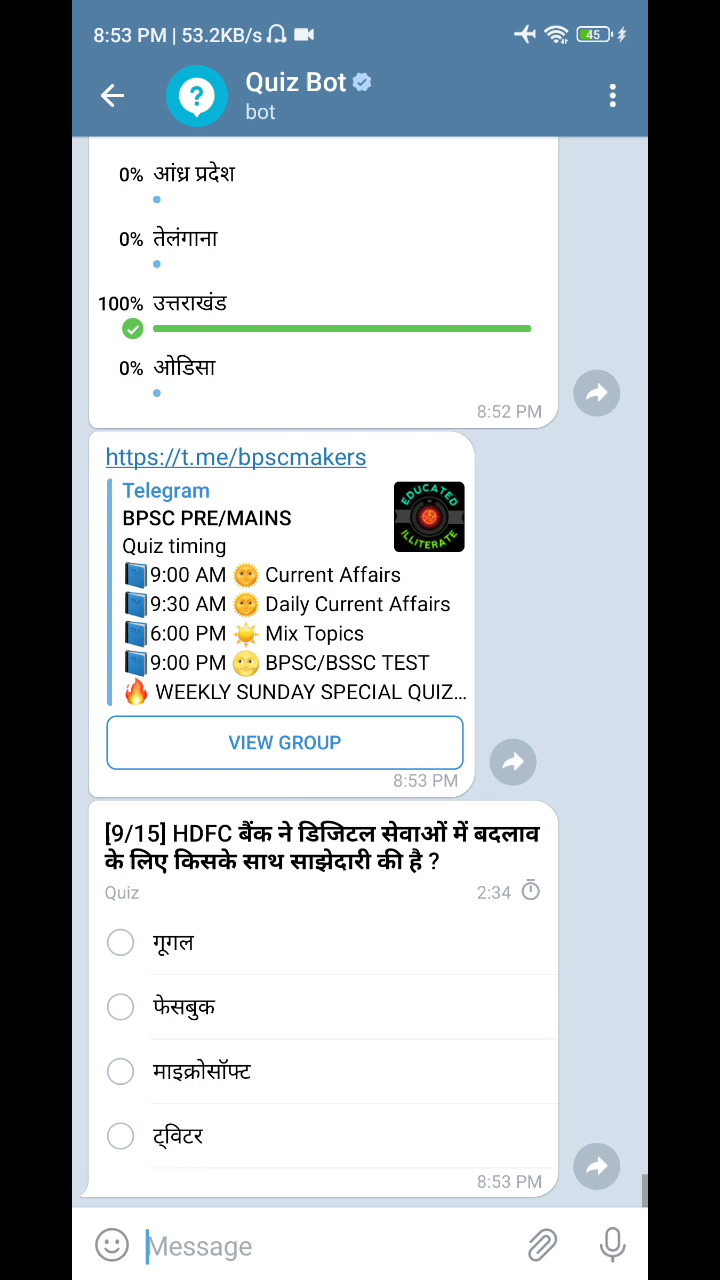 8:53 PM | 53.2KB/s
45
Quiz Bot
bot
0% आंध्र प्रदेश
0% तेलंगाना
100% उत्तराखंड
0% ओडिसा
8:52 PM
https://t.me/bpscmakers
Telegram
BPSC PRE/MAINS
Quiz timing
📘9:00 AM 🌞 Current Affairs
📘9:30 AM 🌞 Daily Current Affairs
📘6:00 PM ☀️ Mix Topics
📘9:00 PM 🌝 BPSC/BSSC TEST
🔥 WEEKLY SUNDAY SPECIAL QUIZ...
EDUCATED
ILLITERATE
VIEW GROUP
8:53 PM
[9/15] HDFC बैंक ने डिजिटल सेवाओं में बदलाव
के लिए किसके साथ साझेदारी की है ?
Quiz
2:34
गूगल
फेसबुक
माइक्रोसॉफ्ट
ट्विटर
8:53 PM
Message